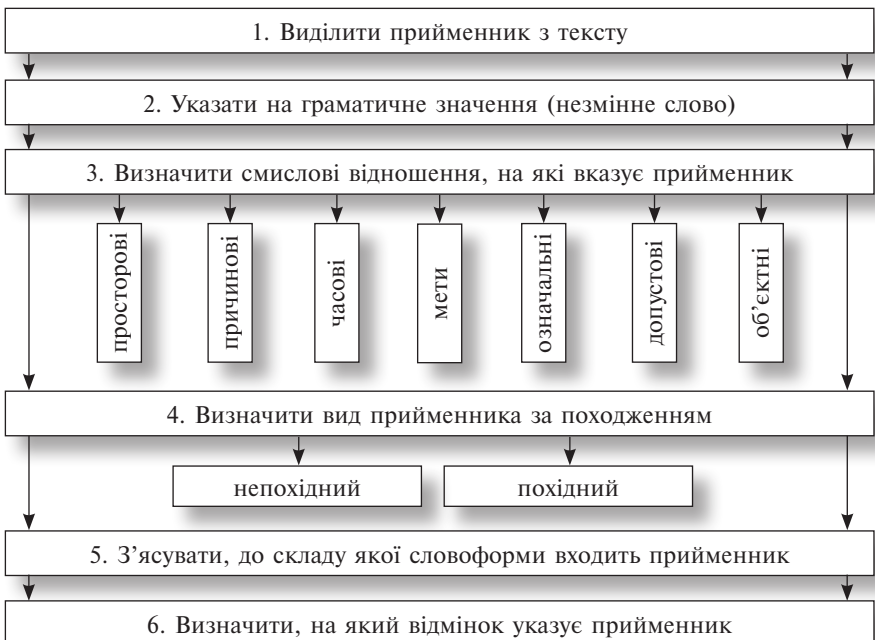 1. Виділити прийменник з тексту
2. Указати на граматичне значення (незмінне слово)
3. Визначити смислові відношення, на які вказує прийменник
просторові
причинові
часові
мети
означальні
допустові
об’єктні
4. Визначити вид прийменника за походженням
непохідний
похідний
5. З’ясувати, до складу якої словоформи входить прийменник
6. Визначити, на який відмінок указує прийменник